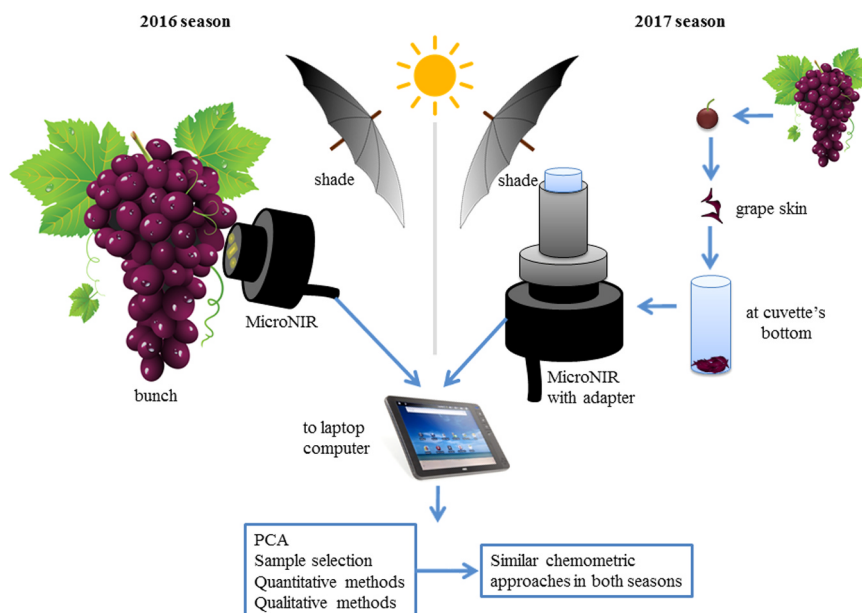 2016 season
2017 season
shade
shade
grape skin
MicroNIR
at cuvette's
bottom
bunch
MicroNIR
with adapter
to laptop
computer
PCA
Sample selection
Quantitative methods
Qualitative methods
Similar chemometric
approaches in both seasons